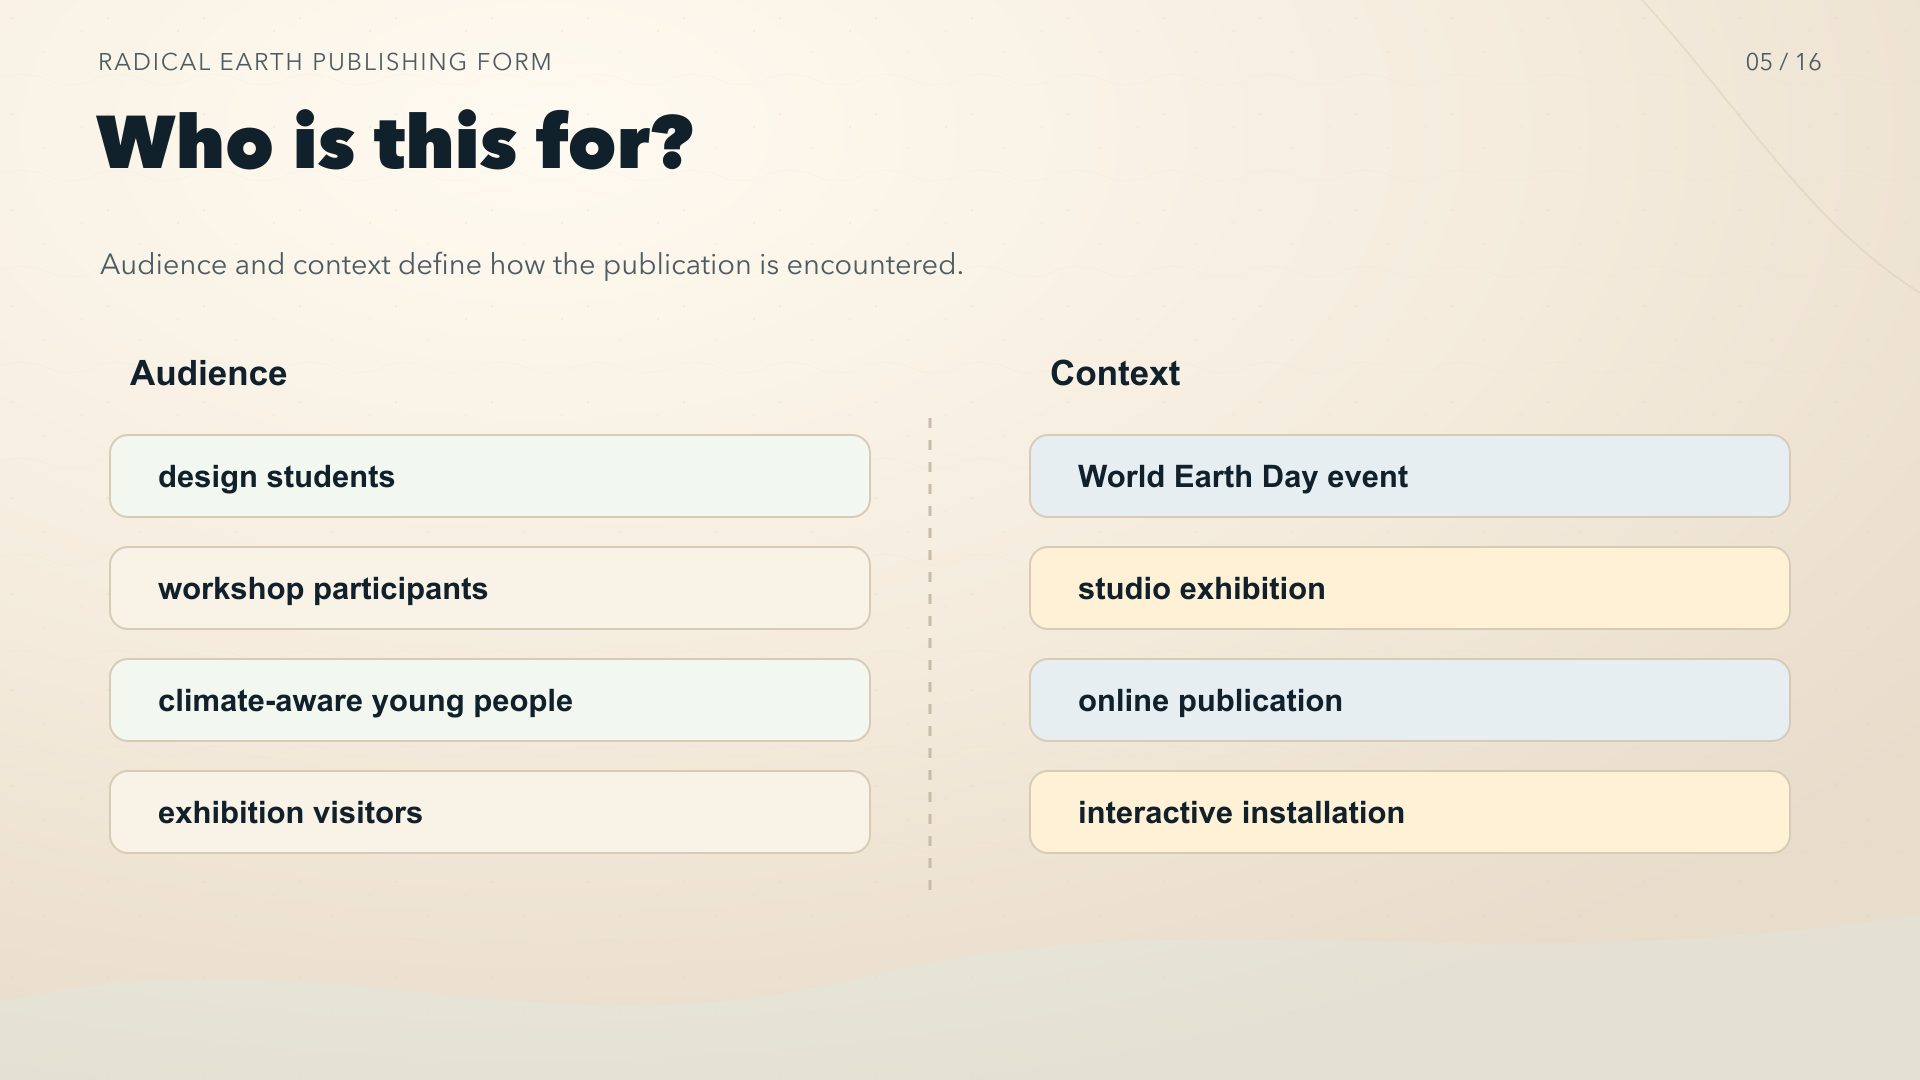 RADICAL EARTH PUBLISHING FORM
05 / 16
Who is this for?
Audience and context define how the publication is encountered.
Audience
design students
workshop participants
climate-aware young people
exhibition visitors
Context
World Earth Day event
studio exhibition
online publication
interactive installation